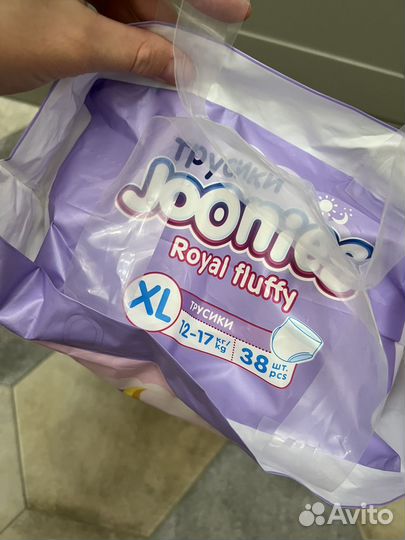 трусики
Joonies
Royal fluffy
XL
ТРУСИКИ
12-17 кг/kg
38 шт. pcs
Avito